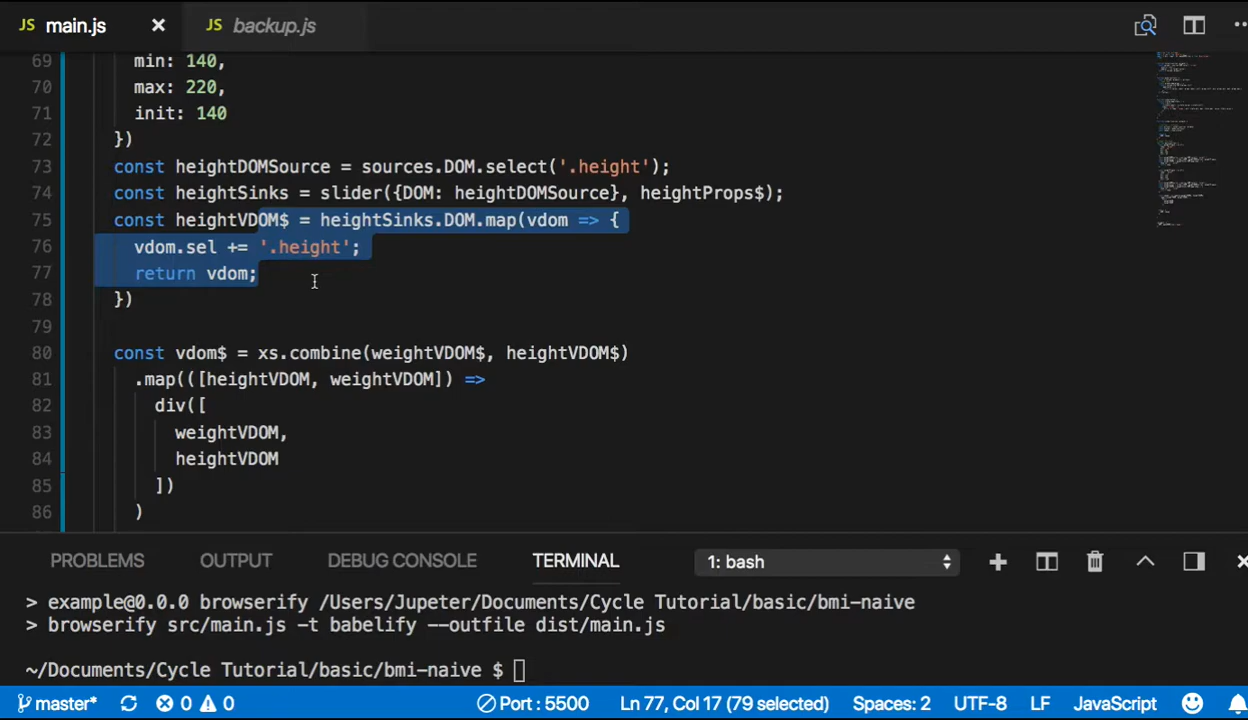 JS main.js × JS backup.js
69 min: 140,
70 max: 220,
71 init: 140
72 })
73 const heightDOMSource = sources.DOM.select('.height');
74 const heightSinks = slider({DOM: heightDOMSource}, heightProps$);
75 const heightVDOM$ = heightSinks.DOM.map(vdom => {
76 vdom.sel += '.height';
77 return vdom;
78 })
79
80 const vdom$ = xs.combine(weightVDOM$, heightVDOM$)
81 .map(([heightVDOM, weightVDOM]) =>
82 div([
83 weightVDOM,
84 heightVDOM
85 ])
86 )
PROBLEMS OUTPUT DEBUG CONSOLE TERMINAL 1: bash
> example@0.0.0 browserify /Users/Jupeter/Documents/Cycle Tutorial/basic/bmi-naive
> browserify src/main.js -t babelify --outfile dist/main.js
~/Documents/Cycle Tutorial/basic/bmi-naive $
master* 0 0 Port : 5500 Ln 77, Col 17 (79 selected) Spaces: 2 UTF-8 LF JavaScript